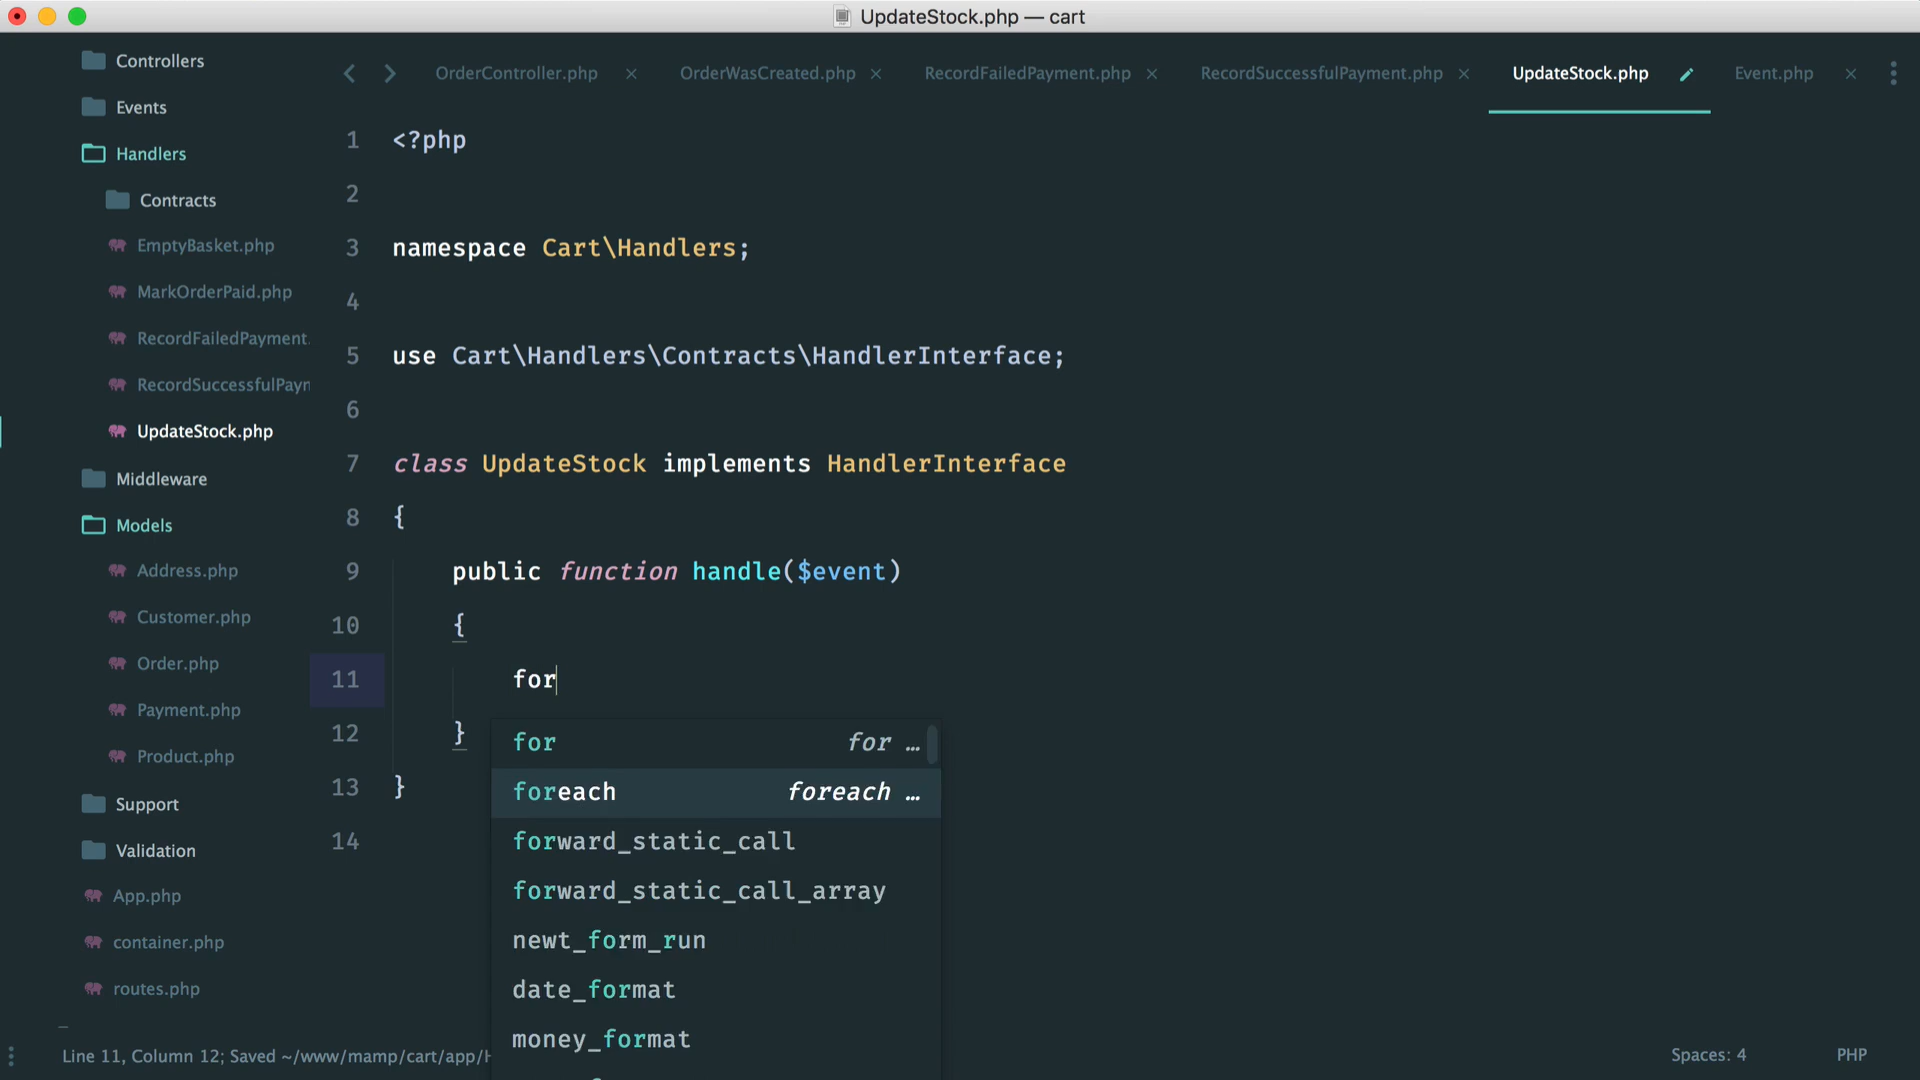 UpdateStock.php — cart
Controllers
Events
Handlers
Contracts
EmptyBasket.php
MarkOrderPaid.php
RecordFailedPayment.
RecordSuccessfulPayn
UpdateStock.php
Middleware
Models
Address.php
Customer.php
Order.php
Payment.php
Product.php
Support
Validation
App.php
container.php
routes.php
OrderController.php × OrderWasCreated.php × RecordFailedPayment.php × RecordSuccessfulPayment.php × UpdateStock.php Event.php ×
1 <?php
2
3 namespace Cart\Handlers;
4
5 use Cart\Handlers\Contracts\HandlerInterface;
6
7 class UpdateStock implements HandlerInterface
8 {
9 public function handle($event)
10 {
11 for
12 }
13 }
14
for for …
foreach foreach …
forward_static_call
forward_static_call_array
newt_form_run
date_format
money_format
Line 11, Column 12; Saved ~/www/mamp/cart/app/H
Spaces: 4 PHP